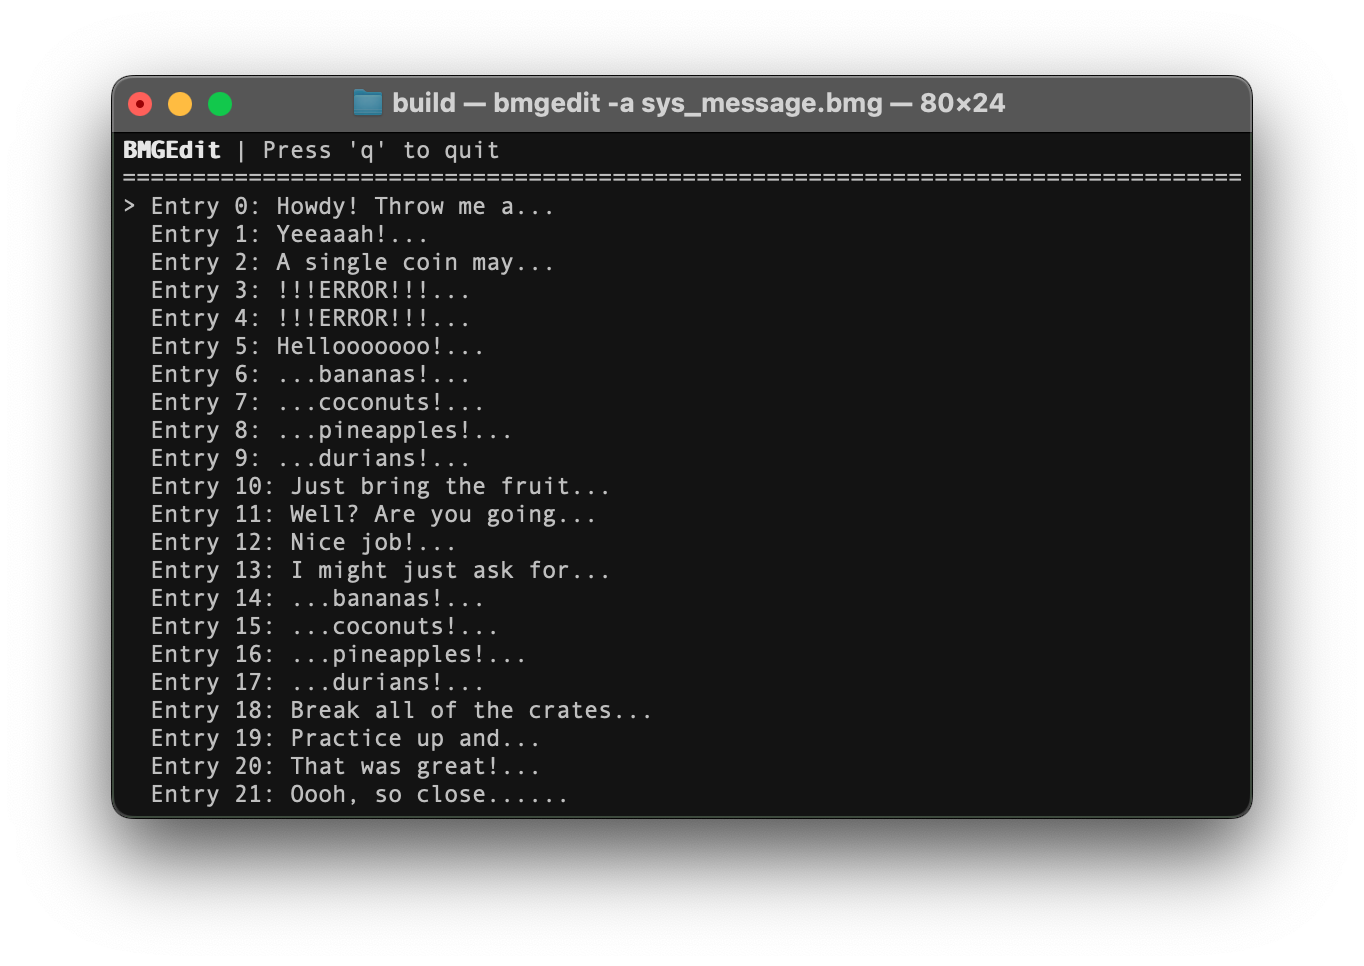 build — bmgedit -a sys_message.bmg — 80×24
BMGEdit | Press 'q' to quit
================================================================================
> Entry 0: Howdy! Throw me a...
Entry 1: Yeeaaah!...
Entry 2: A single coin may...
Entry 3: !!!ERROR!!!...
Entry 4: !!!ERROR!!!...
Entry 5: Hellooooooo!...
Entry 6: ...bananas!...
Entry 7: ...coconuts!...
Entry 8: ...pineapples!...
Entry 9: ...durians!...
Entry 10: Just bring the fruit...
Entry 11: Well? Are you going...
Entry 12: Nice job!...
Entry 13: I might just ask for...
Entry 14: ...bananas!...
Entry 15: ...coconuts!...
Entry 16: ...pineapples!...
Entry 17: ...durians!...
Entry 18: Break all of the crates...
Entry 19: Practice up and...
Entry 20: That was great!...
Entry 21: Oooh, so close......